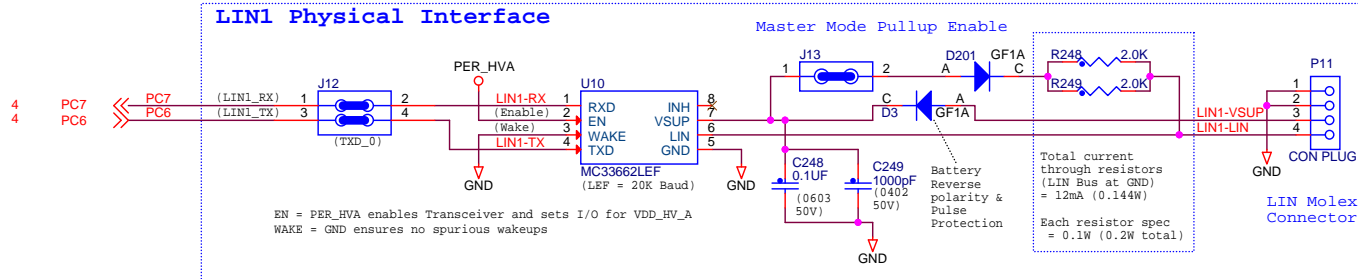 LIN1 Physical Interface
Master Mode Pullup Enable
J13
1
2
D201
GF1A
A
C
R248
2.0K
R249
2.0K
P11
PER_HVA
J12
U10
4
PC7
PC7
(LIN1_RX)
1
2
LIN1-RX
1
RXD
INH
8
4
PC6
PC6
(LIN1_TX)
3
4
(Enable)
2
EN
VSUP
7
(Wake)
3
WAKE
LIN
6
(TXD_0)
LIN1-TX
4
TXD
GND
5
C
A
D3
GF1A
LIN1-VSUP
LIN1-LIN
1
2
3
4
CON PLUG
GND
MC33662LEF
(LEF = 20K Baud)
GND
C248
0.1UF
(0603
50V)
C249
1000pF
(0402
50V)
GND
Battery
Reverse
polarity &
Pulse
Protection
Total current
through resistors
(LIN Bus at GND)
= 12mA (0.144W)
Each resistor spec
= 0.1W (0.2W total)
GND
LIN Molex
Connector
EN = PER_HVA enables Transceiver and sets I/O for VDD_HV_A
WAKE = GND ensures no spurious wakeups